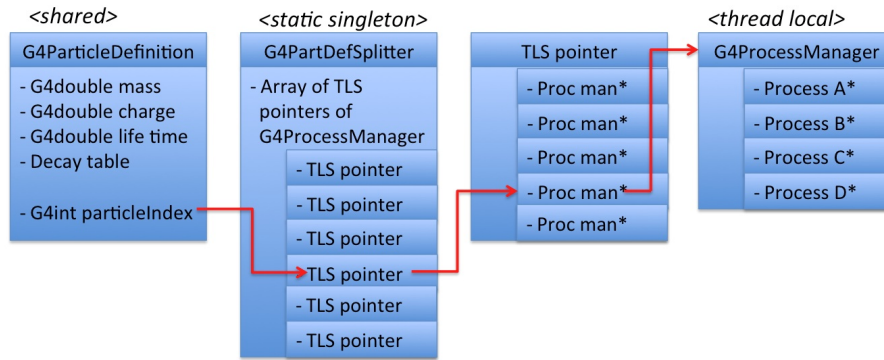 <shared>
G4ParticleDefinition
- G4double mass
- G4double charge
- G4double life time
- Decay table
- G4int particleIndex
<static singleton>
G4PartDefSplitter
- Array of TLS
pointers of
G4ProcessManager
- TLS pointer
- TLS pointer
- TLS pointer
TLS pointer
- TLS pointer
- TLS pointer
TLS pointer
- Proc man*
- Proc man*
- Proc man*
- Proc man*
- Proc man*
<thread local>
G4ProcessManager
- Process A*
- Process B*
- Process C*
- Process D*